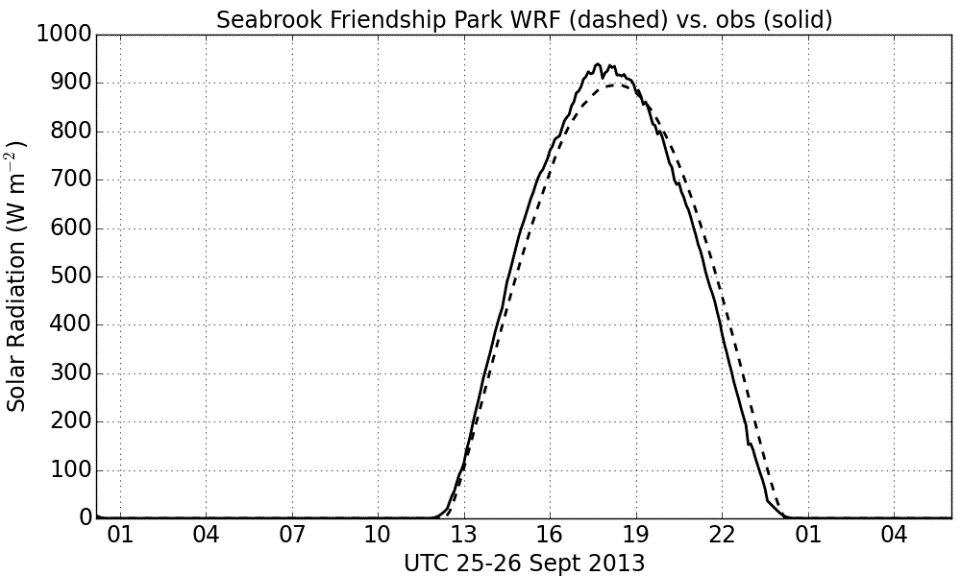 Seabrook Friendship Park WRF (dashed) vs. obs (solid)
1000
900
800
700
600
500
400
300
200
100
0
Solar Radiation (W m⁻²)
01 04 07 10 13 16 19 22 01 04
UTC 25-26 Sept 2013